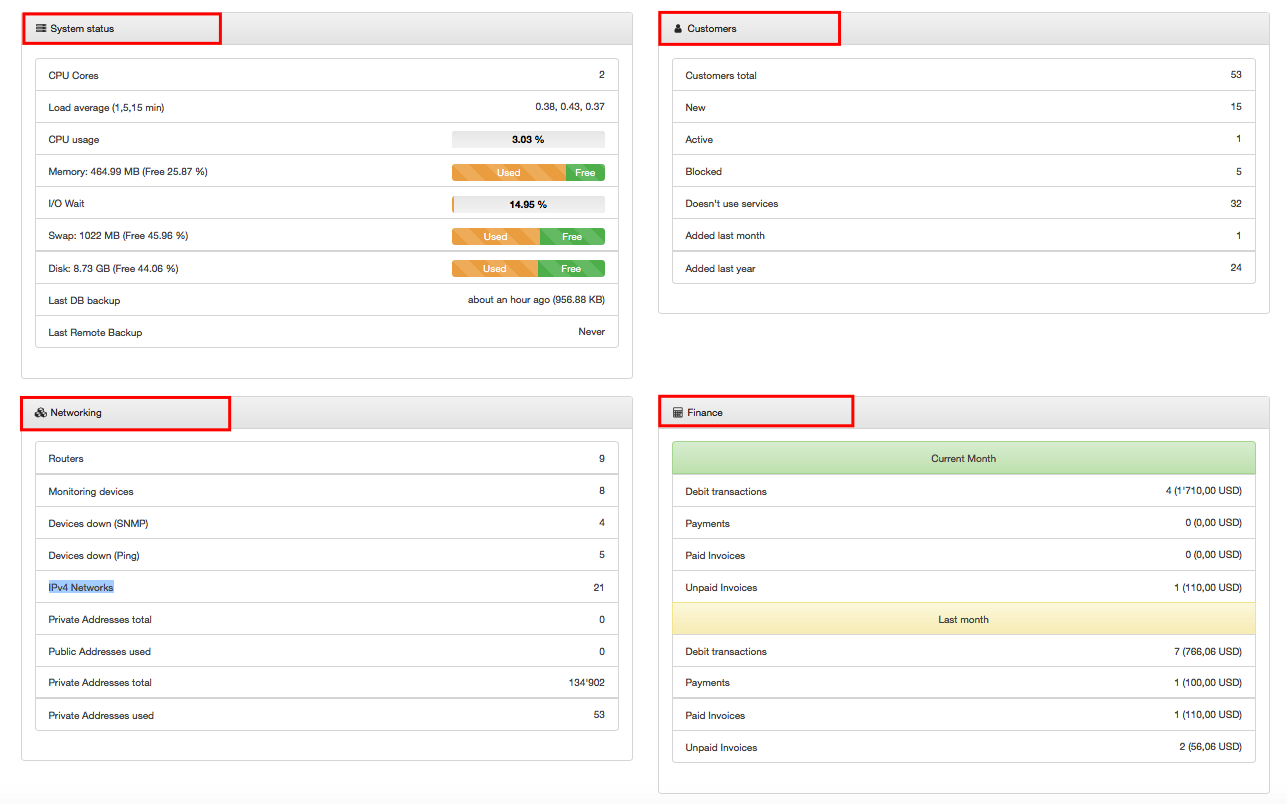 System status
CPU Cores 2
Load average (1,5,15 min) 0.38, 0.43, 0.37
CPU usage 3.03 %
Memory: 464.99 MB (Free 25.87 %) Used Free
I/O Wait 14.95 %
Swap: 1022 MB (Free 45.96 %) Used Free
Disk: 8.73 GB (Free 44.06 %) Used Free
Last DB backup about an hour ago (956.88 KB)
Last Remote Backup Never
Customers
Customers total 53
New 15
Active 1
Blocked 5
Doesn't use services 32
Added last month 1
Added last year 24
Networking
Routers 9
Monitoring devices 8
Devices down (SNMP) 4
Devices down (Ping) 5
IPv4 Networks 21
Private Addresses total 0
Public Addresses used 0
Private Addresses total 134'902
Private Addresses used 53
Finance
Current Month
Debit transactions 4 (1'710,00 USD)
Payments 0 (0,00 USD)
Paid Invoices 0 (0,00 USD)
Unpaid Invoices 1 (110,00 USD)
Last month
Debit transactions 7 (766,06 USD)
Payments 1 (100,00 USD)
Paid Invoices 1 (110,00 USD)
Unpaid Invoices 2 (56,06 USD)